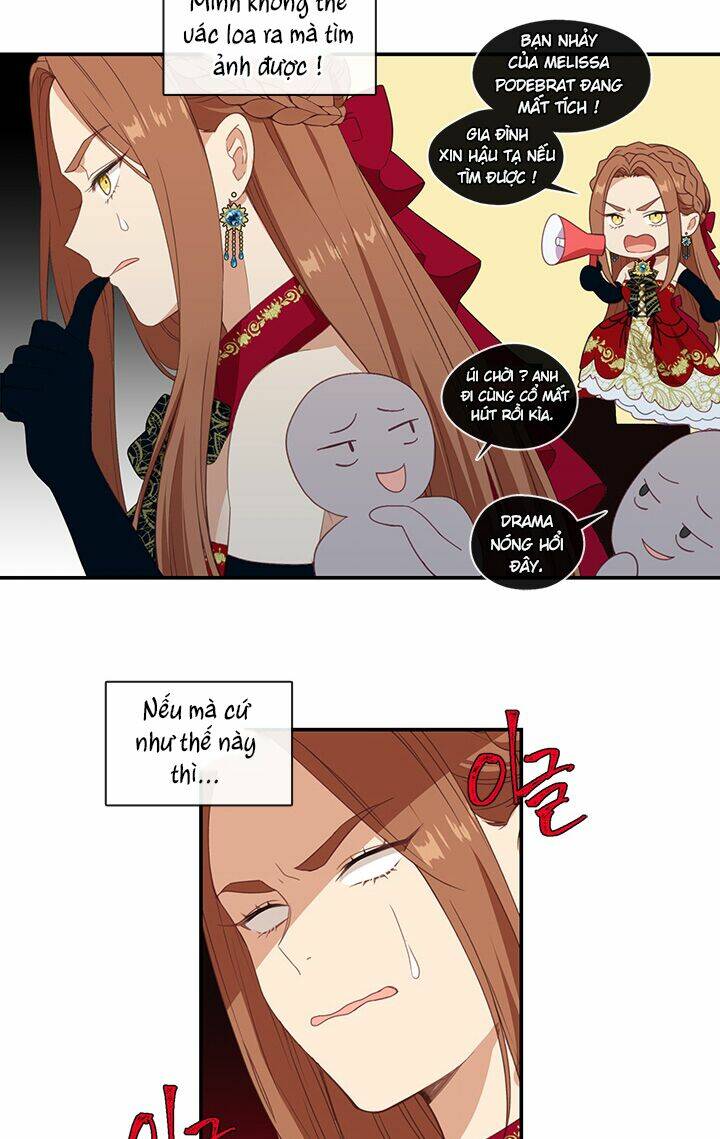 Mình không thể
vác loa ra mà tìm
ảnh được !
BẠN NHẢY
CỦA MELISSA
PODEBRAT ĐANG
MẤT TÍCH !
GIA ĐÌNH
XIN HẬU TẠ NẾU
TÌM ĐƯỢC !
ÚI CHỜI ? ANH
ĐI CÙNG CỔ MẤT
HÚT RỒI KÌA.
DRAMA
NÓNG HỔI
ĐÂY.
Nếu mà cứ
như thế này
thì...
이글
이글